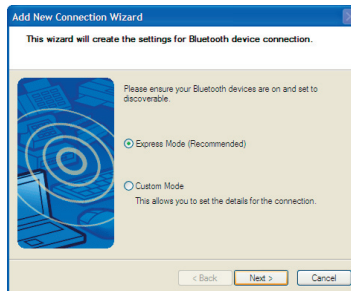 Add New Connection Wizard
This wizard will create the settings for Bluetooth device connection.
Please ensure your Bluetooth devices are on and set to
discoverable.
Express Mode (Recommended)
Custom Mode
This allows you to set the details for the connection.
< Back
Next >
Cancel